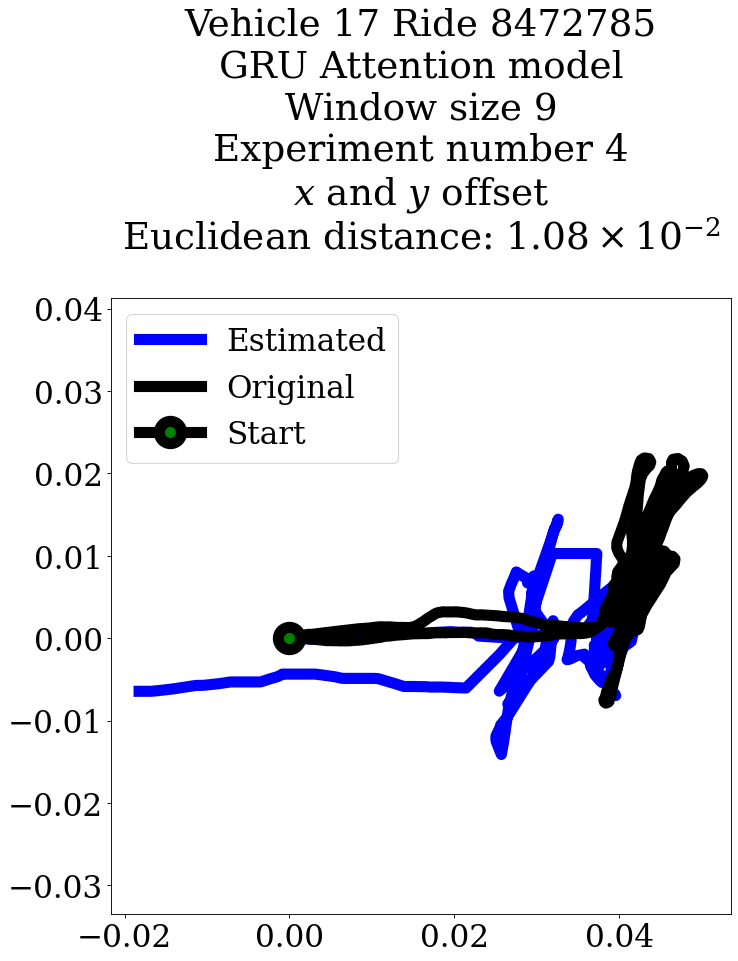 Vehicle 17 Ride 8472785
GRU Attention model
Window size 9
Experiment number 4
x and y offset
Euclidean distance: 1.08 × 10⁻²
Estimated
Original
Start
0.04
0.03
0.02
0.01
0.00
−0.01
−0.02
−0.03
−0.02 0.00 0.02 0.04